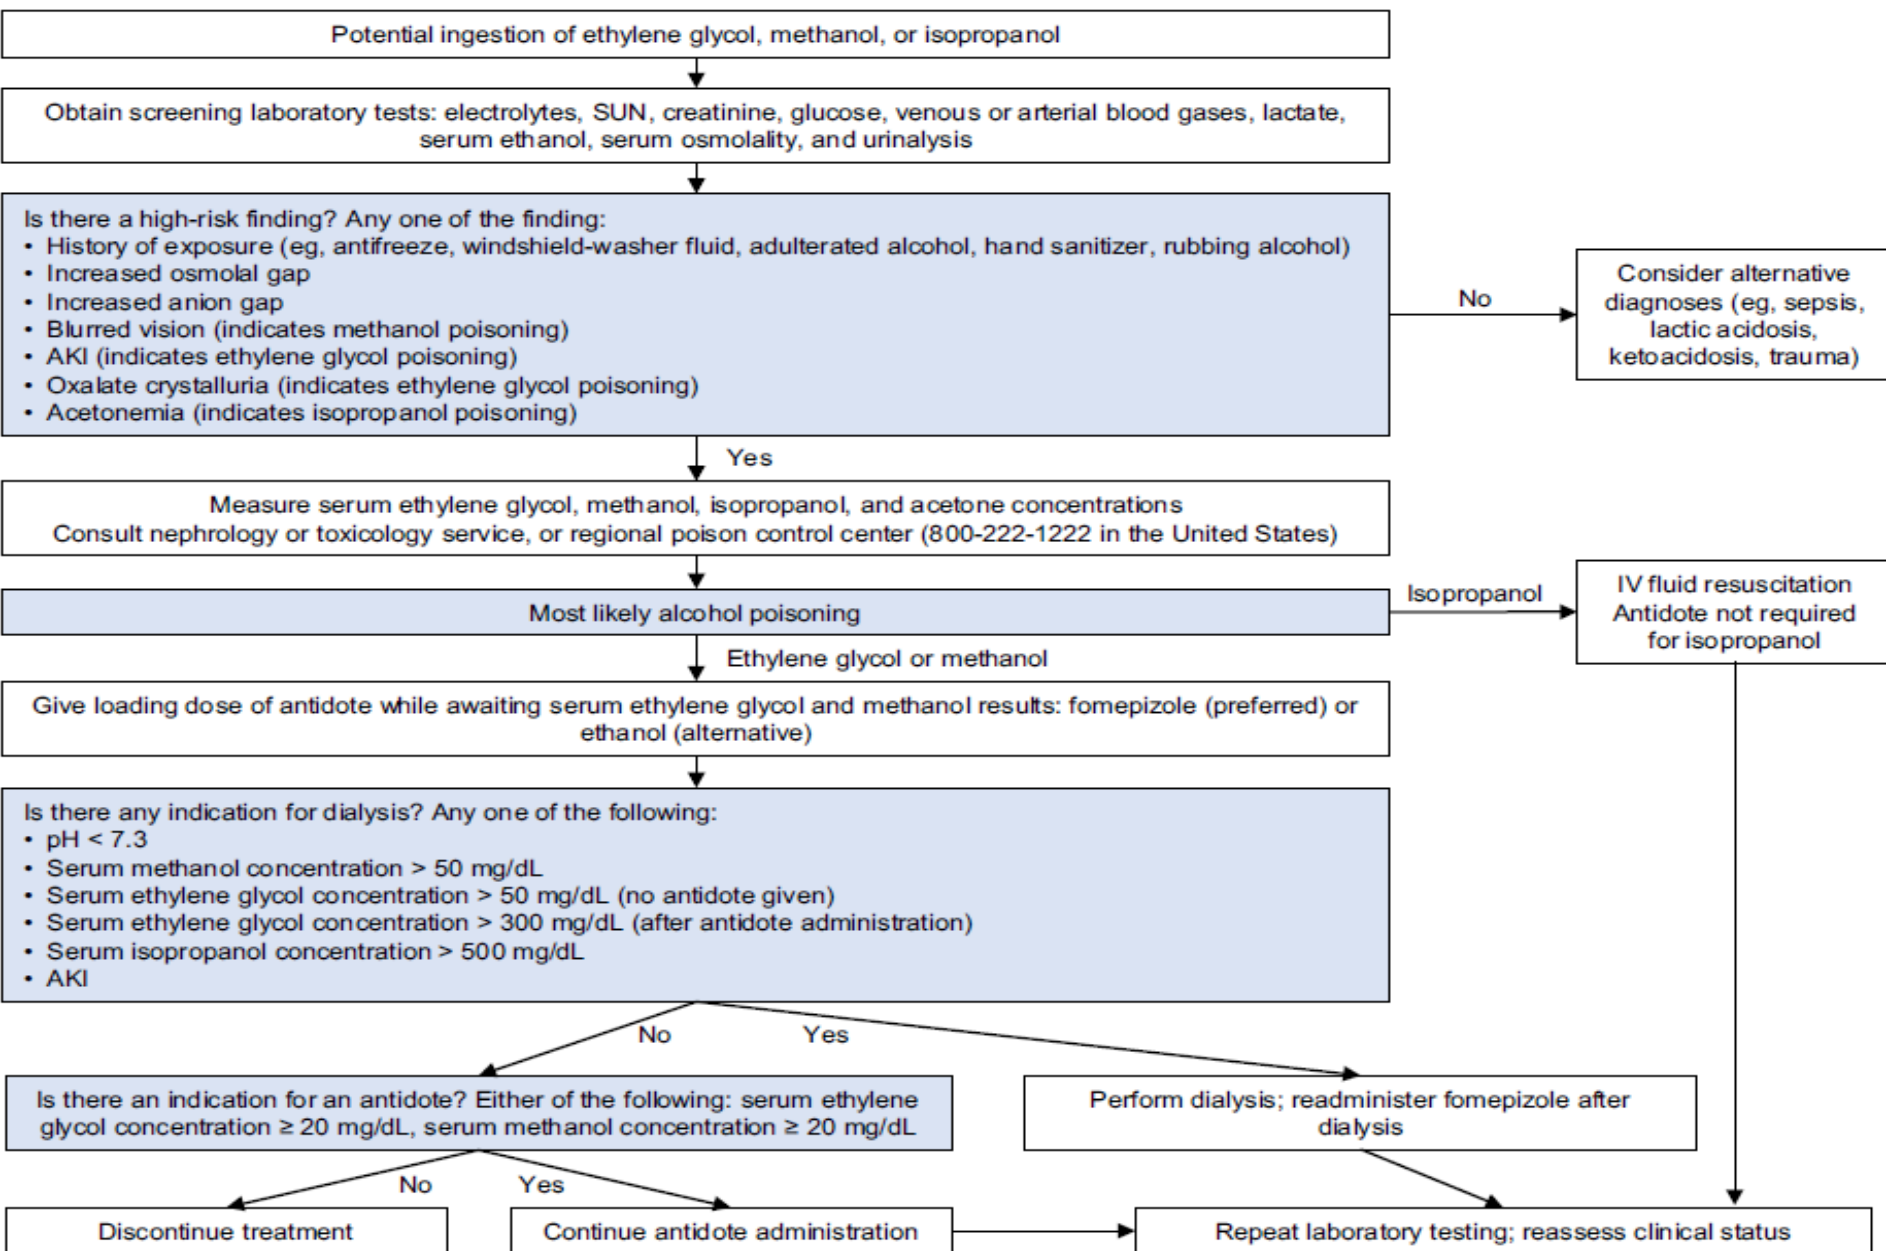 Potential ingestion of ethylene glycol, methanol, or isopropanol
Obtain screening laboratory tests: electrolytes, SUN, creatinine, glucose, venous or arterial blood gases, lactate,
serum ethanol, serum osmolality, and urinalysis
Is there a high-risk finding? Any one of the finding:
• History of exposure (eg, antifreeze, windshield-washer fluid, adulterated alcohol, hand sanitizer, rubbing alcohol)
• Increased osmolal gap
• Increased anion gap
• Blurred vision (indicates methanol poisoning)
• AKI (indicates ethylene glycol poisoning)
• Oxalate crystalluria (indicates ethylene glycol poisoning)
• Acetonemia (indicates isopropanol poisoning)
No
Consider alternative
diagnoses (eg, sepsis,
lactic acidosis,
ketoacidosis, trauma)
Yes
Measure serum ethylene glycol, methanol, isopropanol, and acetone concentrations
Consult nephrology or toxicology service, or regional poison control center (800-222-1222 in the United States)
Most likely alcohol poisoning
Isopropanol
IV fluid resuscitation
Antidote not required
for isopropanol
Ethylene glycol or methanol
Give loading dose of antidote while awaiting serum ethylene glycol and methanol results: fomepizole (preferred) or
ethanol (alternative)
Is there any indication for dialysis? Any one of the following:
• pH < 7.3
• Serum methanol concentration > 50 mg/dL
• Serum ethylene glycol concentration > 50 mg/dL (no antidote given)
• Serum ethylene glycol concentration > 300 mg/dL (after antidote administration)
• Serum isopropanol concentration > 500 mg/dL
• AKI
No
Yes
Is there an indication for an antidote? Either of the following: serum ethylene
glycol concentration ≥ 20 mg/dL, serum methanol concentration ≥ 20 mg/dL
Perform dialysis; readminister fomepizole after
dialysis
No
Yes
Discontinue treatment
Continue antidote administration
Repeat laboratory testing; reassess clinical status